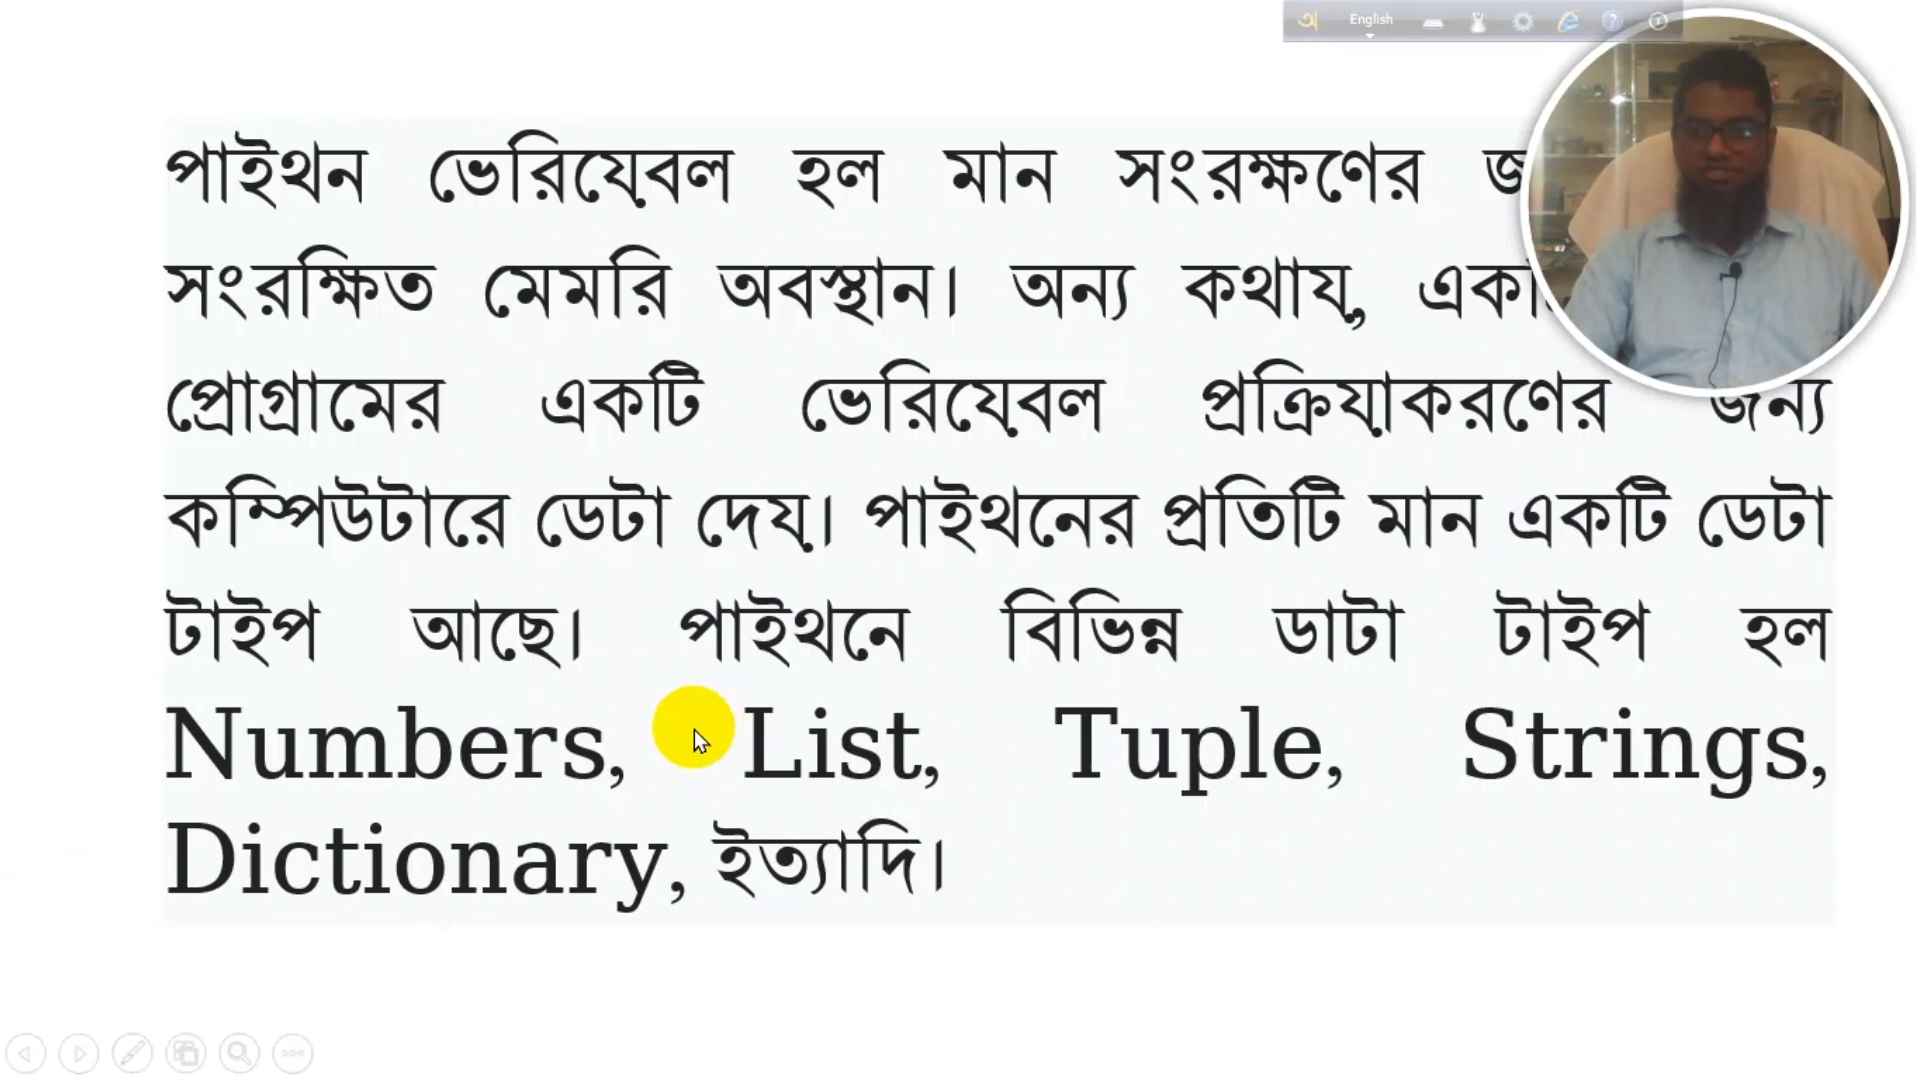 English
পাইথন ভেরিয়েবল হল মান সংরক্ষণের
সংরক্ষিত মেমরি অবস্থান। অন্য কথায়,
প্রোগ্রামের একটি ভেরিয়েবল প্রক্রিয়াকরণের জন্য
কম্পিউটারে ডেটা দেয়। পাইথনের প্রতিটি মান একটি ডেটা
টাইপ আছে। পাইথনে বিভিন্ন ডাটা টাইপ হল
Numbers, List, Tuple, Strings,
Dictionary, ইত্যাদি।